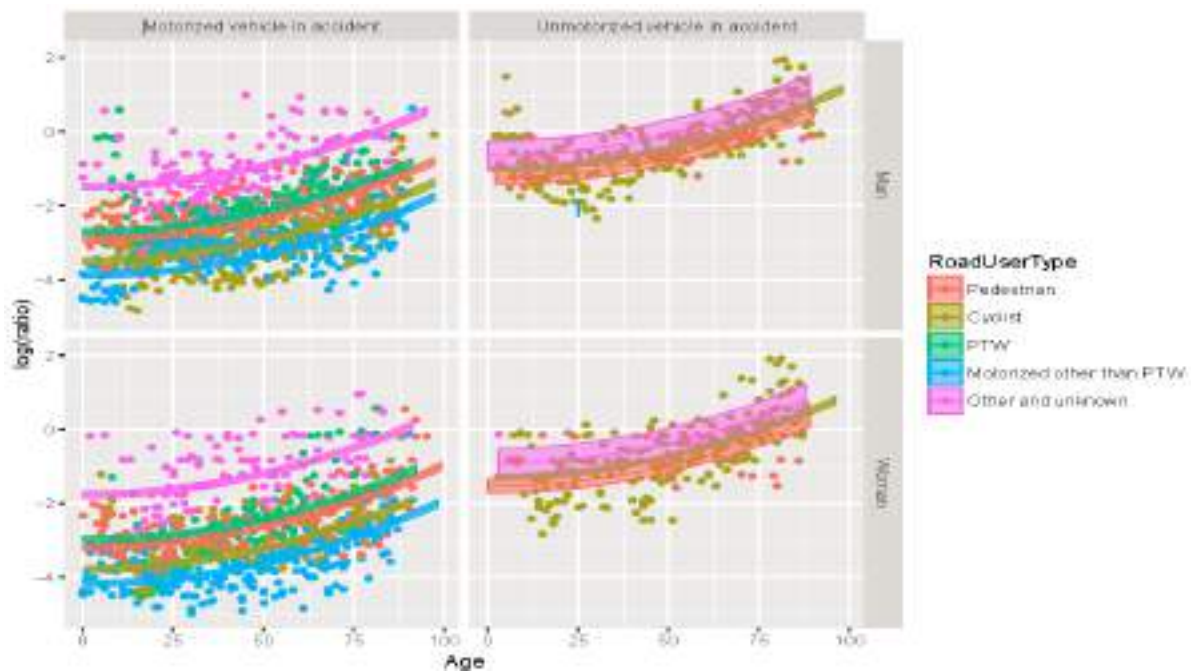 Motorized vehicle in accident
Unmotorized vehicle in accident
2
0
-2
-4
Man
log(ratio)
2
0
-2
-4
Woman
0
25
50
75
100
0
25
50
75
100
Age
RoadUserType
Pedestrian
Cyclist
PTW
Motorized other than PTW
Other and unknown